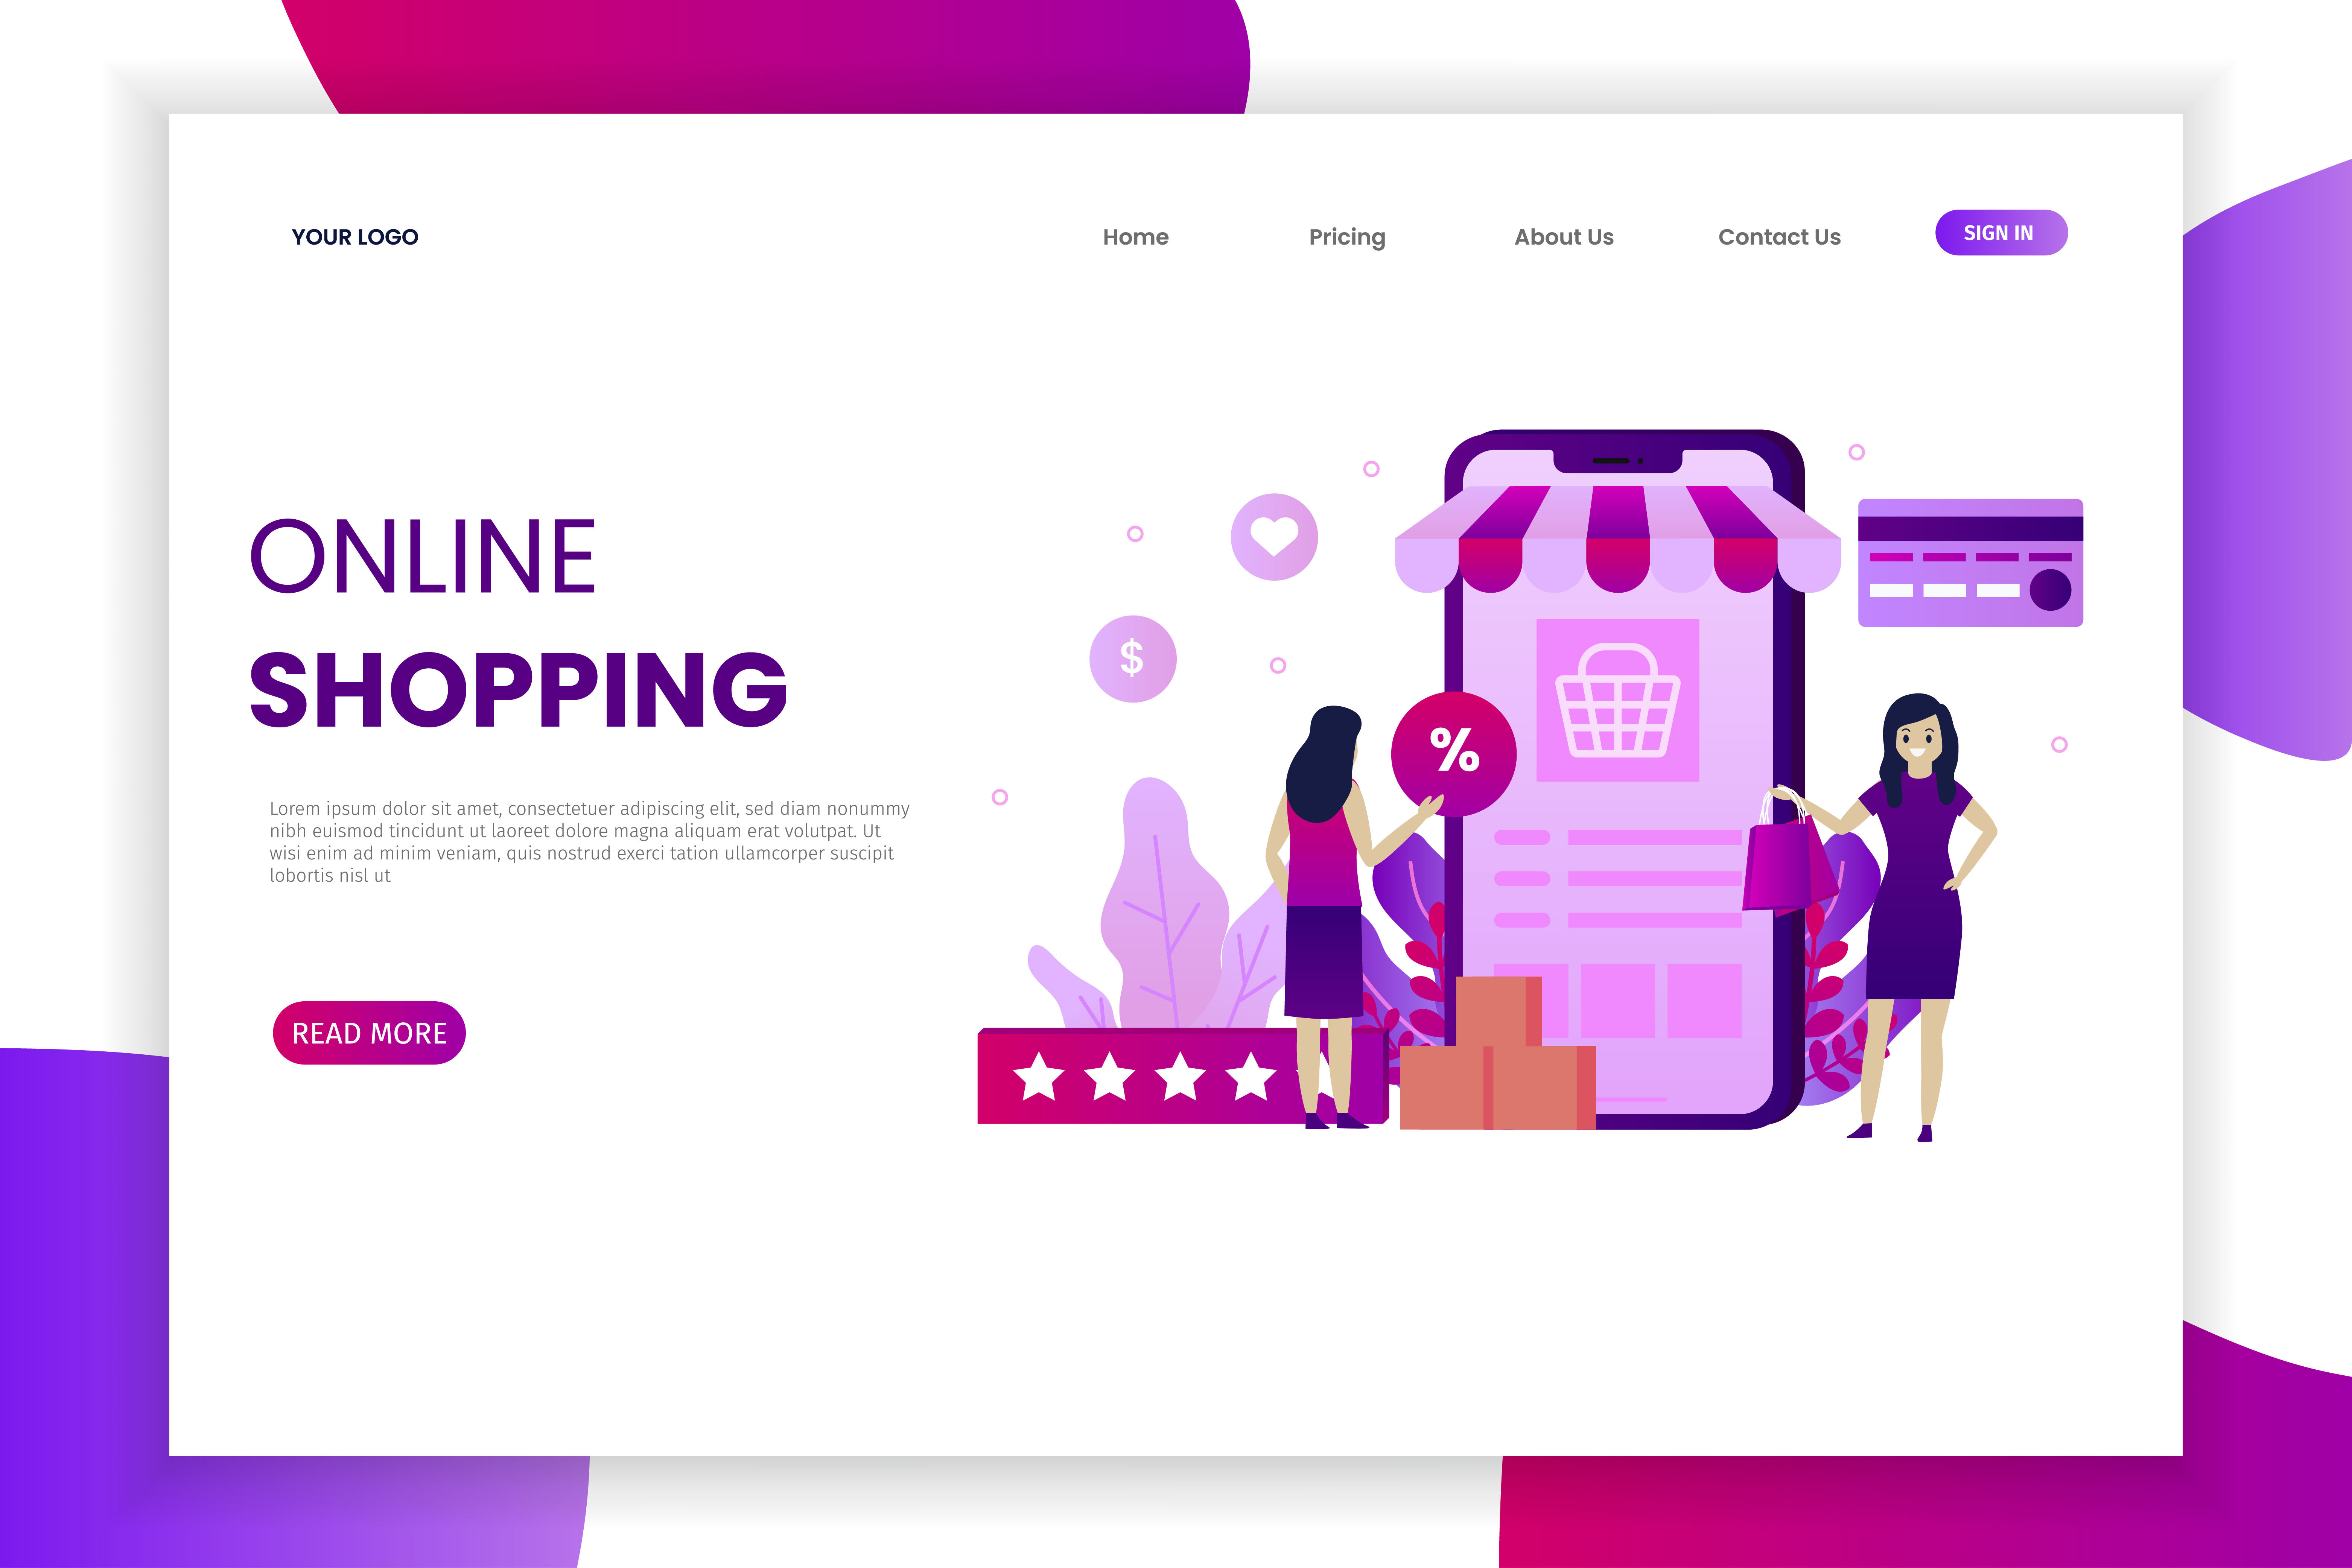 YOUR LOGO
Home
Pricing
About Us
Contact Us
SIGN IN
ONLINE
SHOPPING
Lorem ipsum dolor sit amet, consectetuer adipiscing elit, sed diam nonummy
nibh euismod tincidunt ut laoreet dolore magna aliquam erat volutpat. Ut
wisi enim ad minim veniam, quis nostrud exerci tation ullamcorper suscipit
lobortis nisl ut
READ MORE
$
%